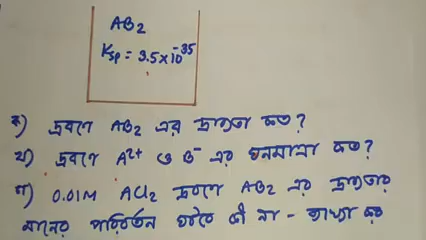 AB₂
Ksp = 3.5×10⁻³⁵
ক) দ্রবণে AB₂ এর দ্রাব্যতা কত?
খ) দ্রবণে A²⁺ ও B⁻ এর ঘনমাত্রা কত?
গ) 0.01M ACl₂ দ্রবণে AB₂ এর দ্রাব্যতার
মানের পরিবর্তন ঘটবে কী না - ব্যাখ্যা কর